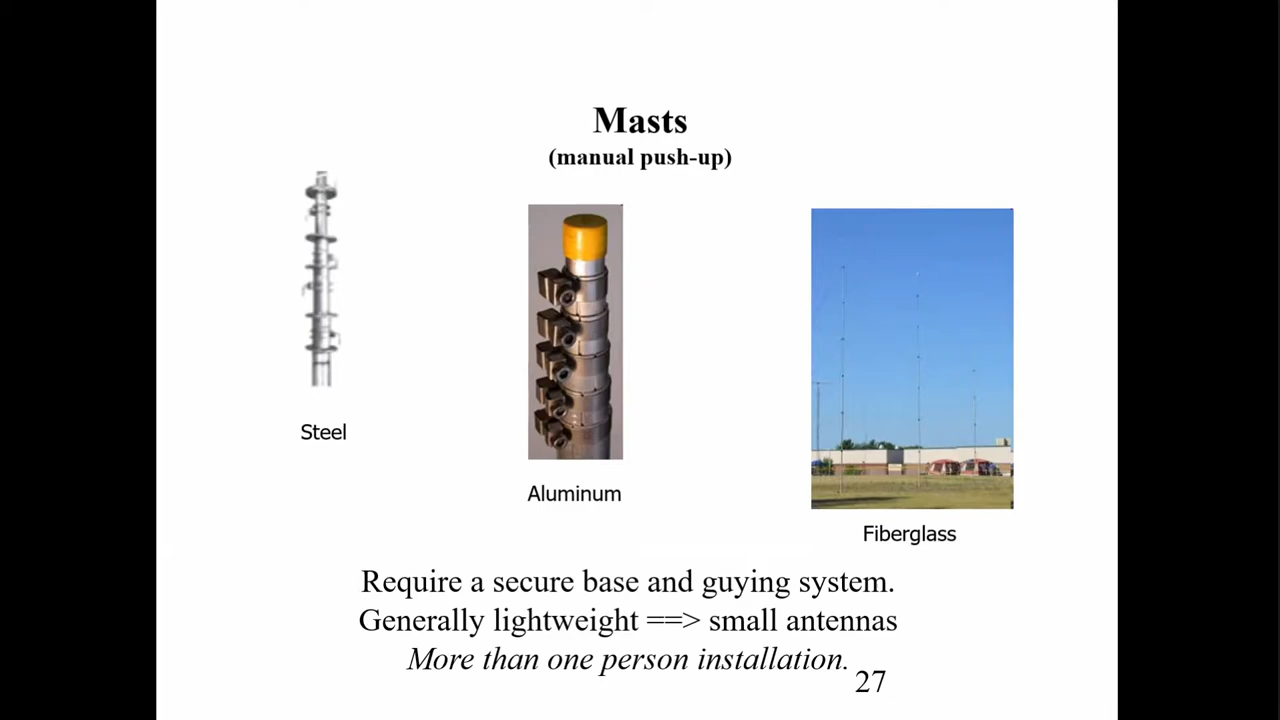 Masts
(manual push-up)
Steel
Aluminum
Fiberglass
Require a secure base and guying system.
Generally lightweight ==> small antennas
More than one person installation.
27